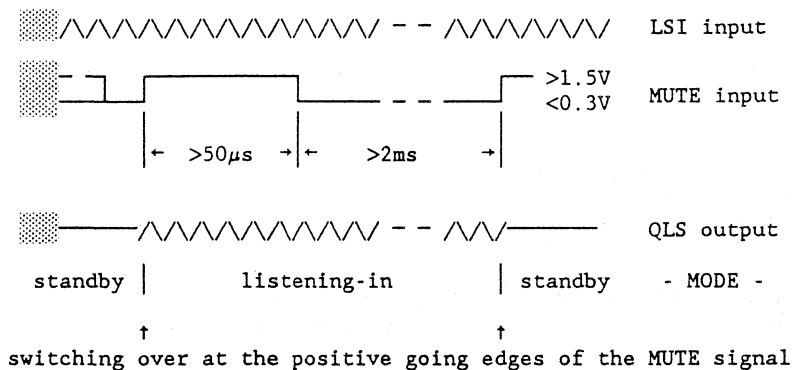 LSI input
>1.5V
<0.3V MUTE input
>50µs >2ms
QLS output
standby listening-in standby - MODE -
switching over at the positive going edges of the MUTE signal